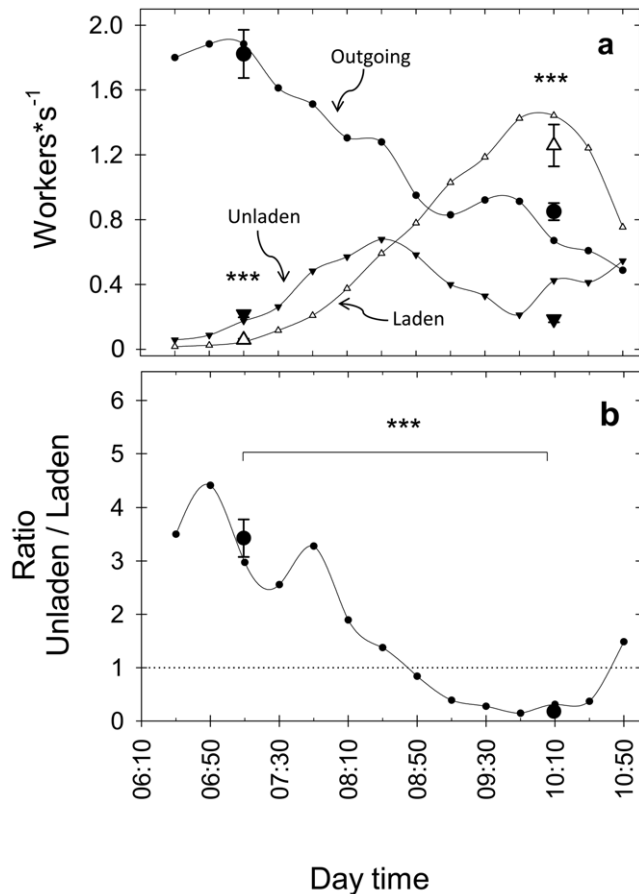 2.0
a
Outgoing
***
1.6
Workers*s⁻¹
1.2
0.8
Unladen
***
0.4
Laden
0
6
b
***
5
4
Ratio
Unladen / Laden
3
2
1
0
06:10
06:50
07:30
08:10
08:50
09:30
10:10
10:50
Day time